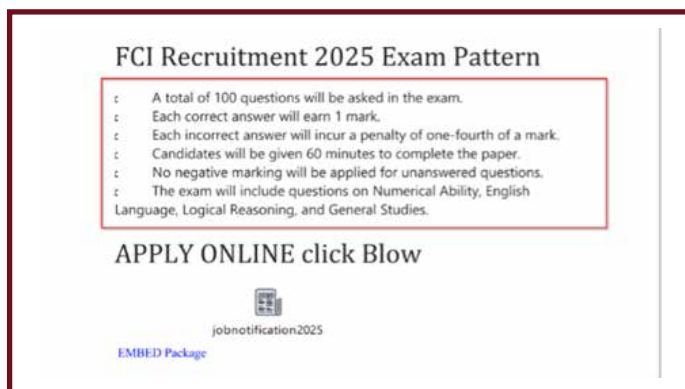 FCI Recruitment 2025 Exam Pattern
A total of 100 questions will be asked in the exam.
Each correct answer will earn 1 mark.
Each incorrect answer will incur a penalty of one-fourth of a mark.
Candidates will be given 60 minutes to complete the paper.
No negative marking will be applied for unanswered questions.
The exam will include questions on Numerical Ability, English
Language, Logical Reasoning, and General Studies.
APPLY ONLINE click Blow
jobnotification2025
EMBED Package